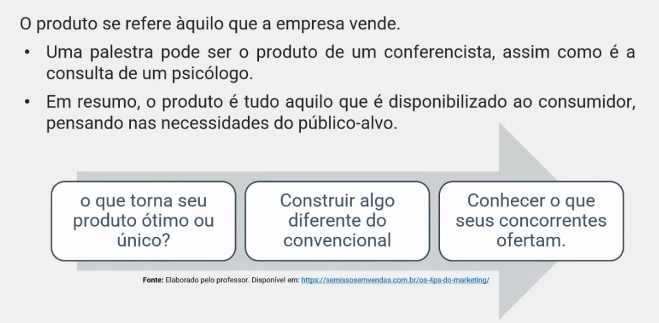 O produto se refere àquilo que a empresa vende.
• Uma palestra pode ser o produto de um conferencista, assim como é a
consulta de um psicólogo.
• Em resumo, o produto é tudo aquilo que é disponibilizado ao consumidor,
pensando nas necessidades do público-alvo.
o que torna seu
produto ótimo ou
único?
Construir algo
diferente do
convencional
Conhecer o que
seus concorrentes
ofertam.
Fonte: Elaborado pelo professor. Disponível em: https://semissosemvendas.com.br/os-4ps-do-marketing/